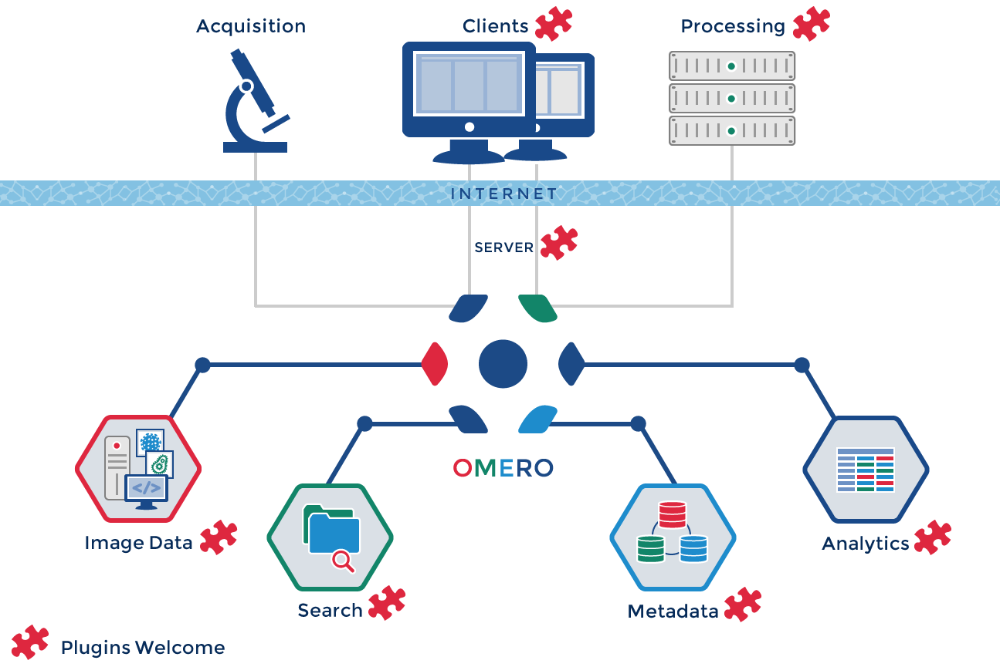 Acquisition
Clients
Processing
INTERNET
SERVER
OMERO
</>
Image Data
Analytics
Search
Metadata
Plugins Welcome